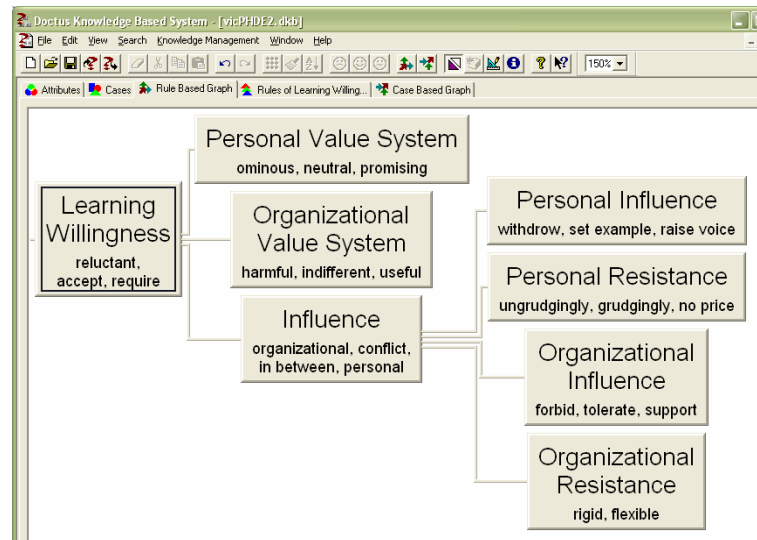 Doctus Knowledge Based System - [vicPHDE2.dkb]
File Edit View Search Knowledge Management Window Help
150%
Attributes Cases Rule Based Graph Rules of Learning Willing... Case Based Graph
Personal Value System
ominous, neutral, promising
Learning
Willingness
reluctant,
accept, require
Organizational
Value System
harmful, indifferent, useful
Influence
organizational, conflict,
in between, personal
Personal Influence
withdrow, set example, raise voice
Personal Resistance
ungrudgingly, grudgingly, no price
Organizational
Influence
forbid, tolerate, support
Organizational
Resistance
rigid, flexible